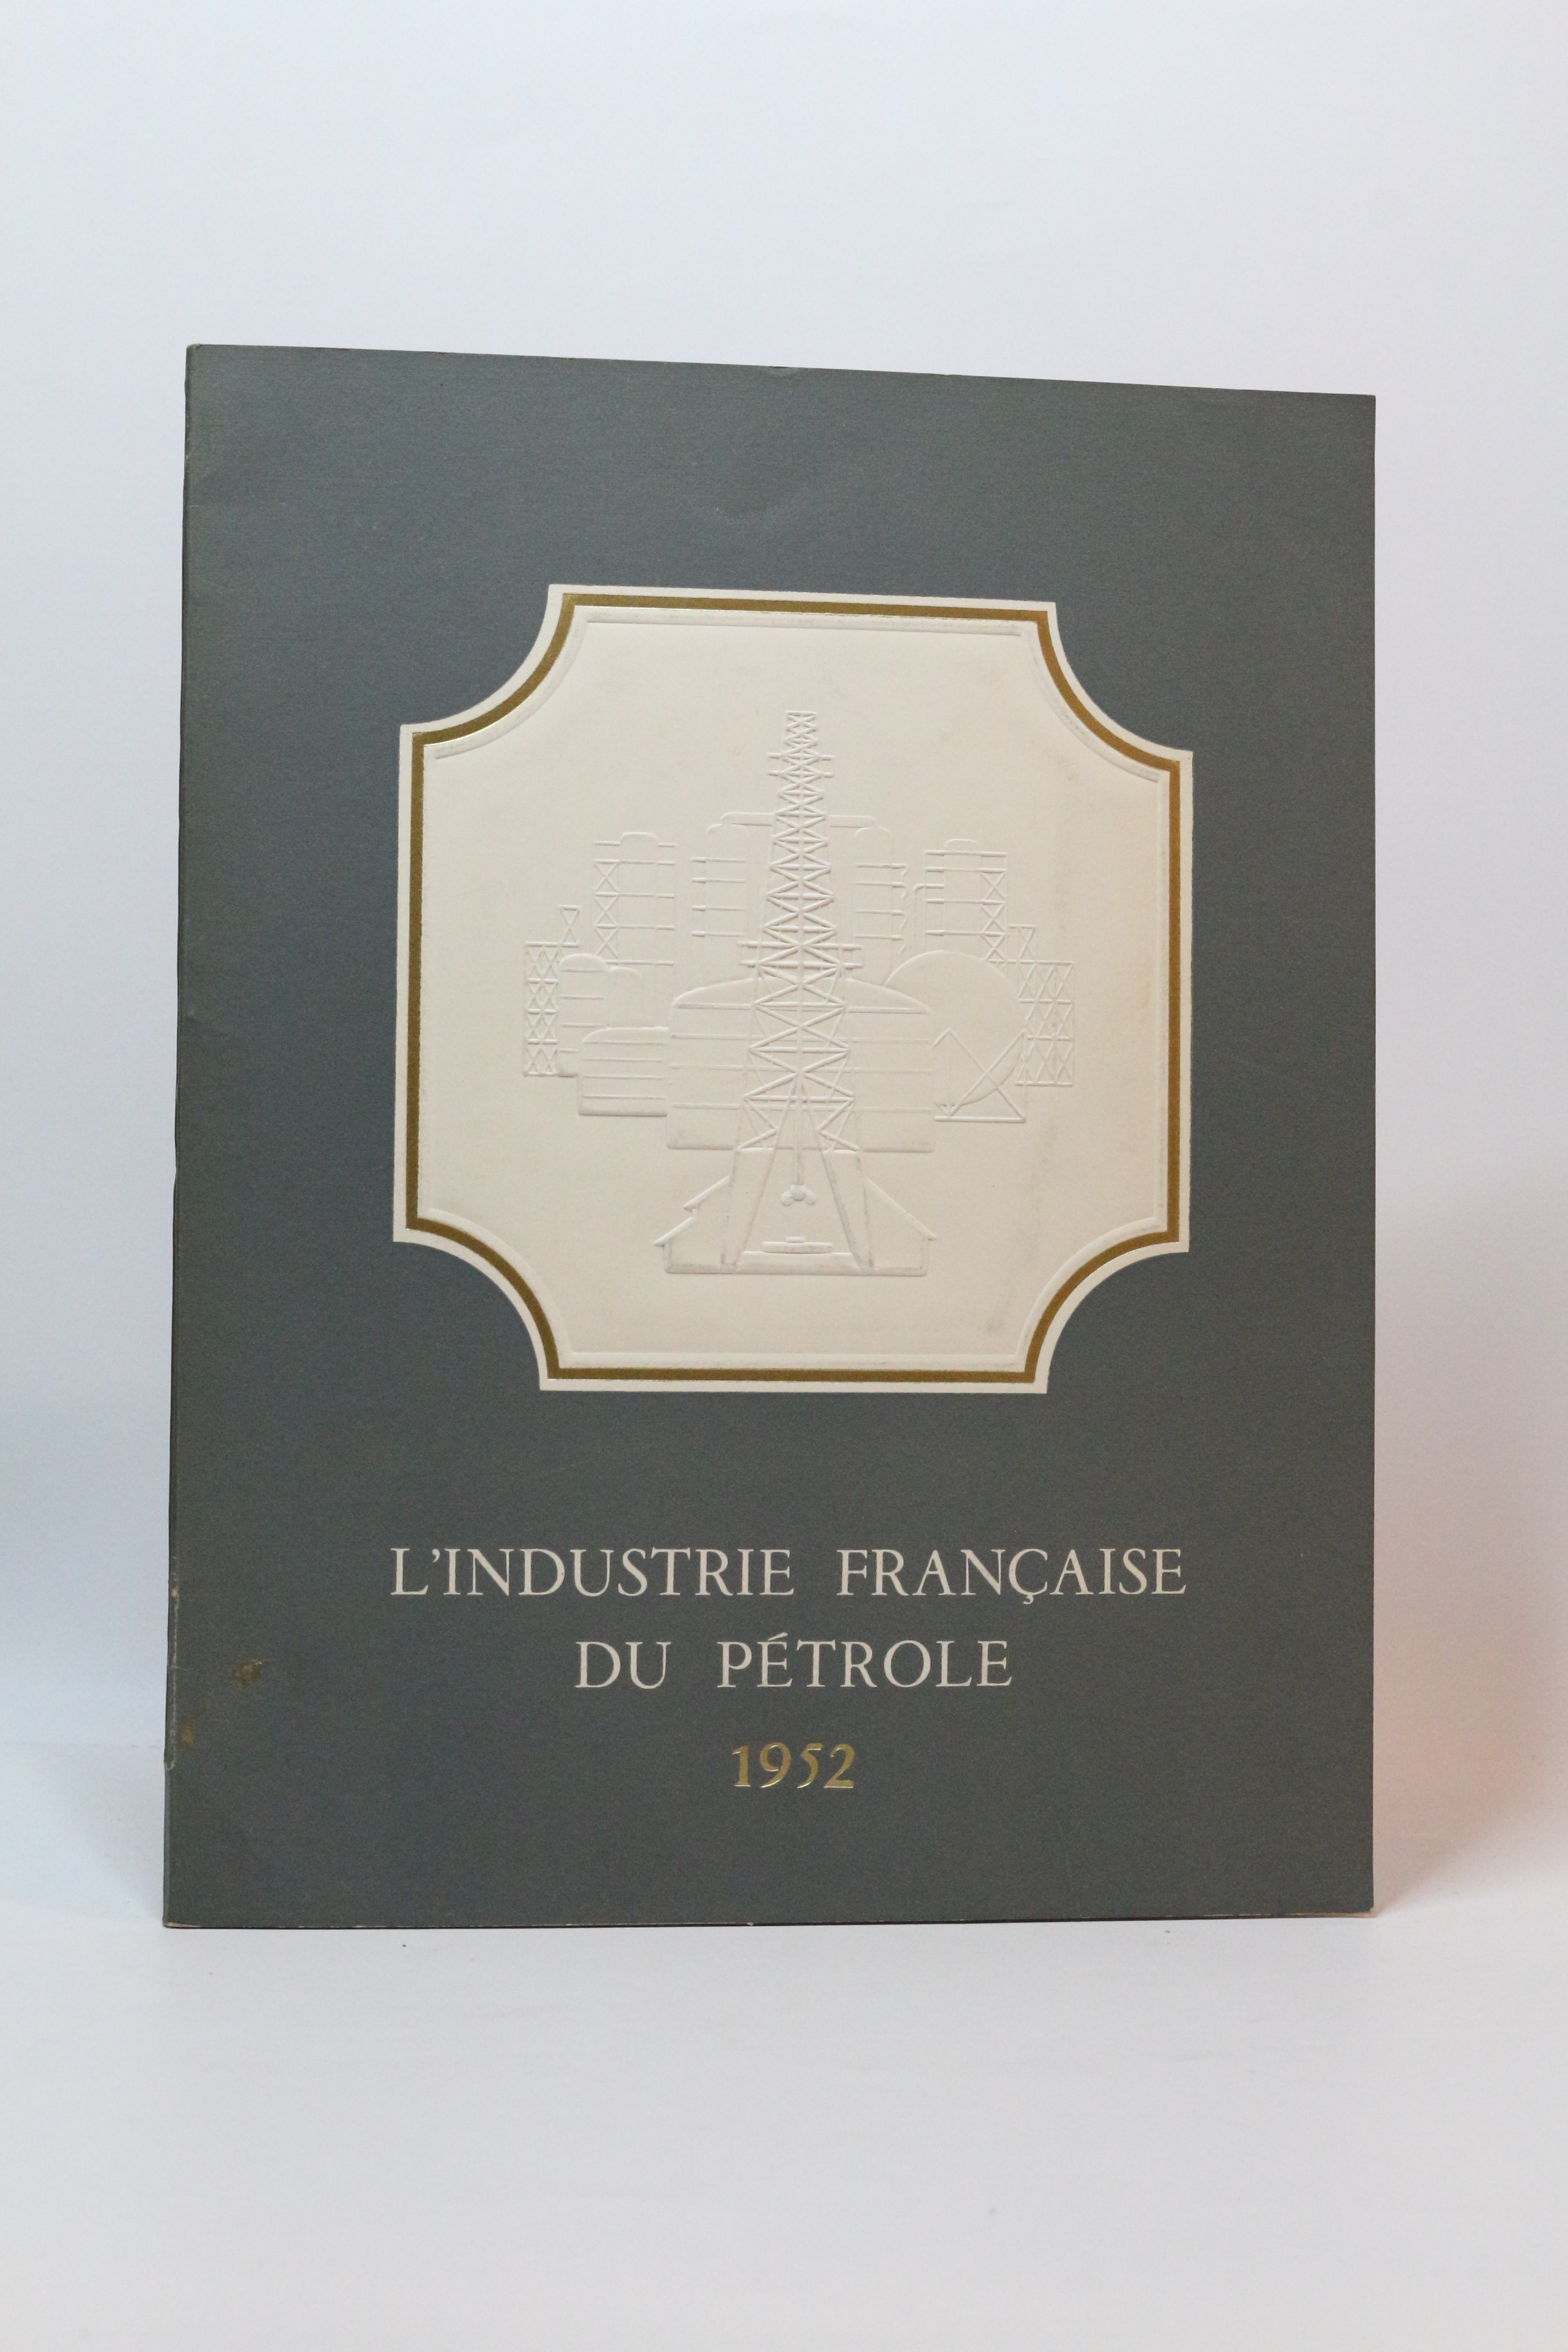 L'INDUSTRIE FRANÇAISE
DU PÉTROLE
1952